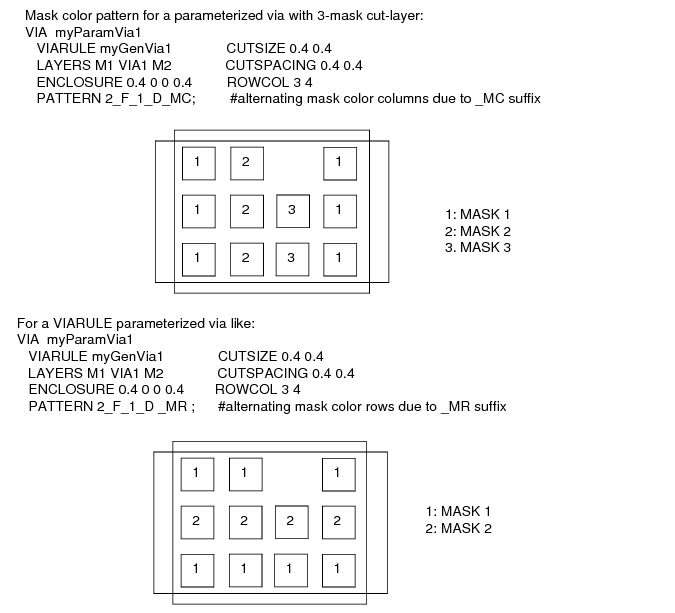 Mask color pattern for a parameterized via with 3-mask cut-layer:
VIA myParamVia1
VIARULE myGenVia1 CUTSIZE 0.4 0.4
LAYERS M1 VIA1 M2 CUTSPACING 0.4 0.4
ENCLOSURE 0.4 0 0 0.4 ROWCOL 3 4
PATTERN 2_F_1_D_MC; #alternating mask color columns due to _MC suffix
1 2 1
1 2 3 1
1: MASK 1
2: MASK 2
3. MASK 3
1 2 3 1
For a VIARULE parameterized via like:
VIA myParamVia1
VIARULE myGenVia1 CUTSIZE 0.4 0.4
LAYERS M1 VIA1 M2 CUTSPACING 0.4 0.4
ENCLOSURE 0.4 0 0 0.4 ROWCOL 3 4
PATTERN 2_F_1_D _MR ; #alternating mask color rows due to _MR suffix
1 1 1
2 2 2 2
1: MASK 1
2: MASK 2
1 1 1 1